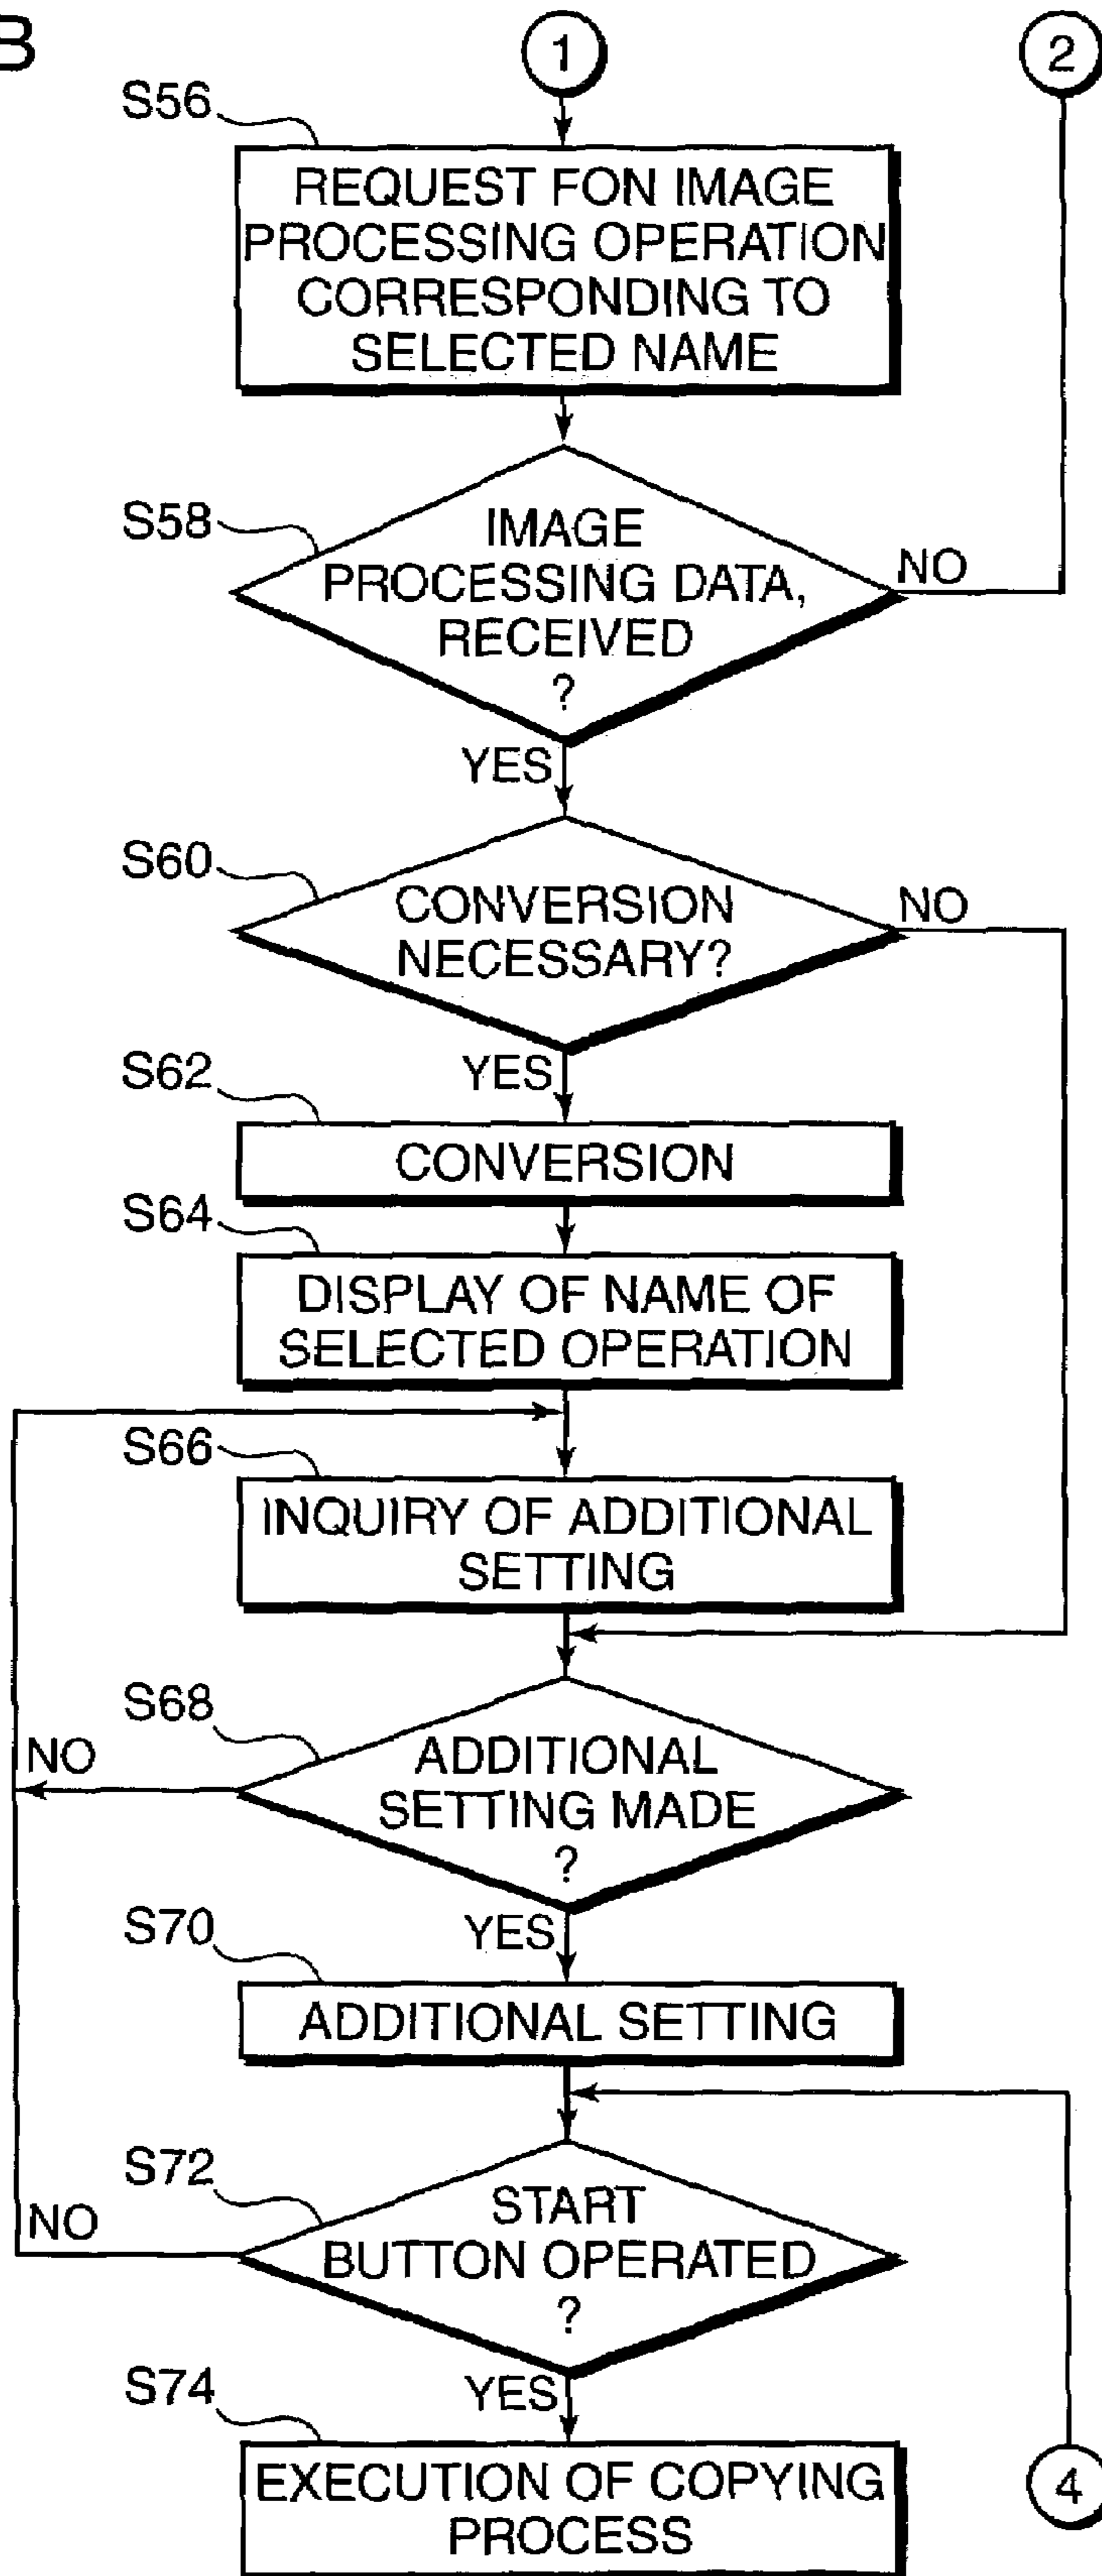 B
1
2
S56
REQUEST FON IMAGE
PROCESSING OPERATION
CORRESPONDING TO
SELECTED NAME
S58
IMAGE
PROCESSING DATA,
RECEIVED
?
NO
YES
S60
CONVERSION
NECESSARY?
NO
YES
S62
CONVERSION
S64
DISPLAY OF NAME OF
SELECTED OPERATION
S66
INQUIRY OF ADDITIONAL
SETTING
S68
ADDITIONAL
SETTING MADE
?
NO
YES
S70
ADDITIONAL SETTING
S72
START
BUTTON OPERATED
?
NO
YES
S74
EXECUTION OF COPYING
PROCESS
4